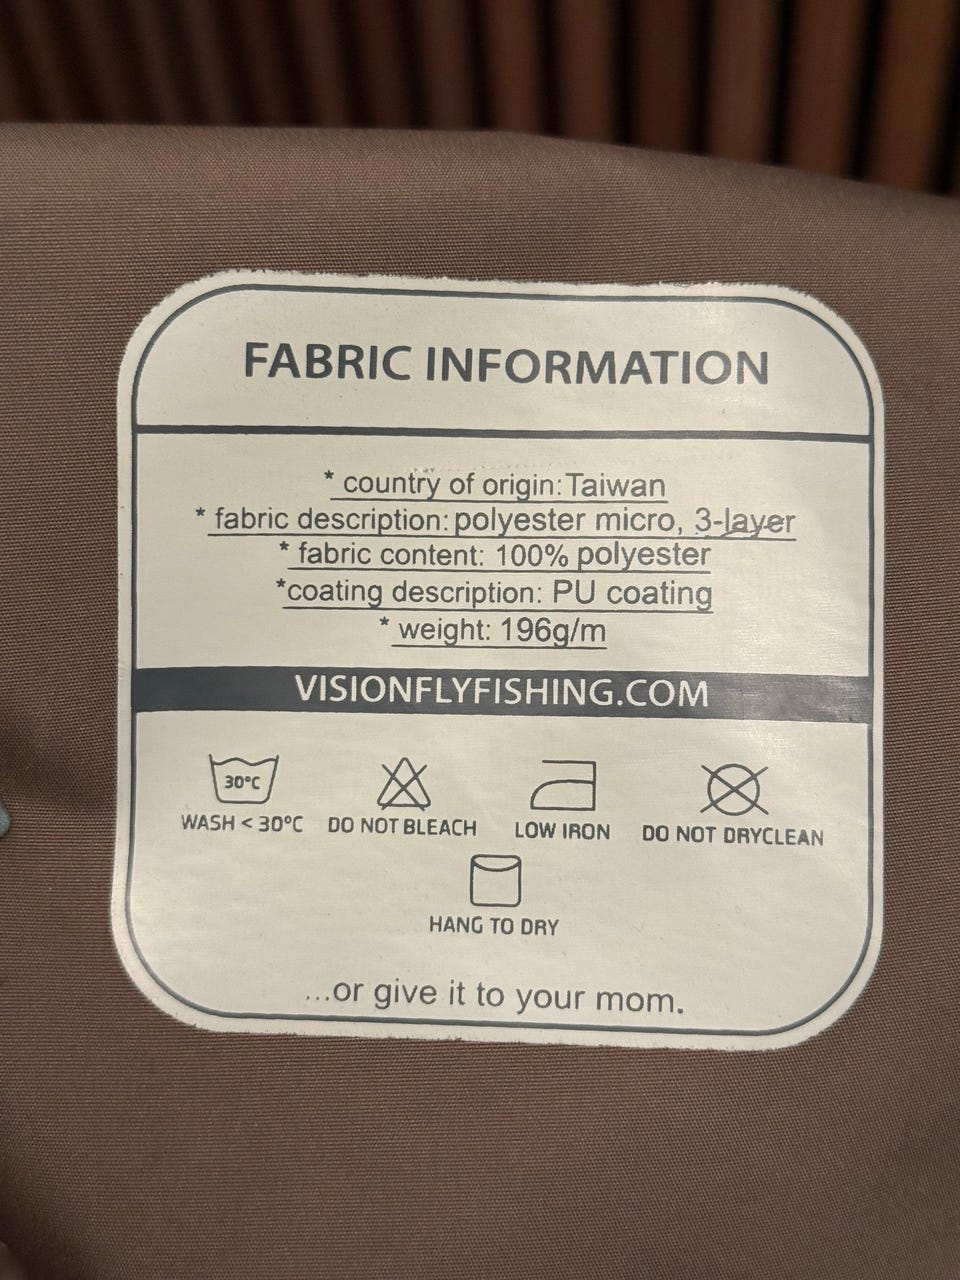 FABRIC INFORMATION
* country of origin:Taiwan
* fabric description: polyester micro, 3-layer
* fabric content: 100% polyester
*coating description: PU coating
* weight: 196g/m
VISIONFLYFISHING.COM
30°C
WASH < 30°C DO NOT BLEACH LOW IRON DO NOT DRYCLEAN
HANG TO DRY
...or give it to your mom.